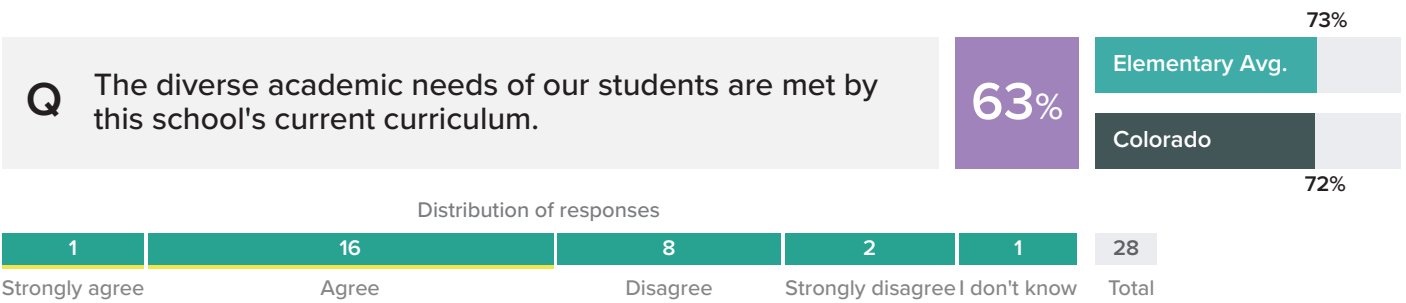 73%
Q
The diverse academic needs of our students are met by
this school's current curriculum.
63%
Elementary Avg.
Colorado
72%
Distribution of responses
1 16 8 2 1 28
Strongly agree Agree Disagree Strongly disagree I don't know Total